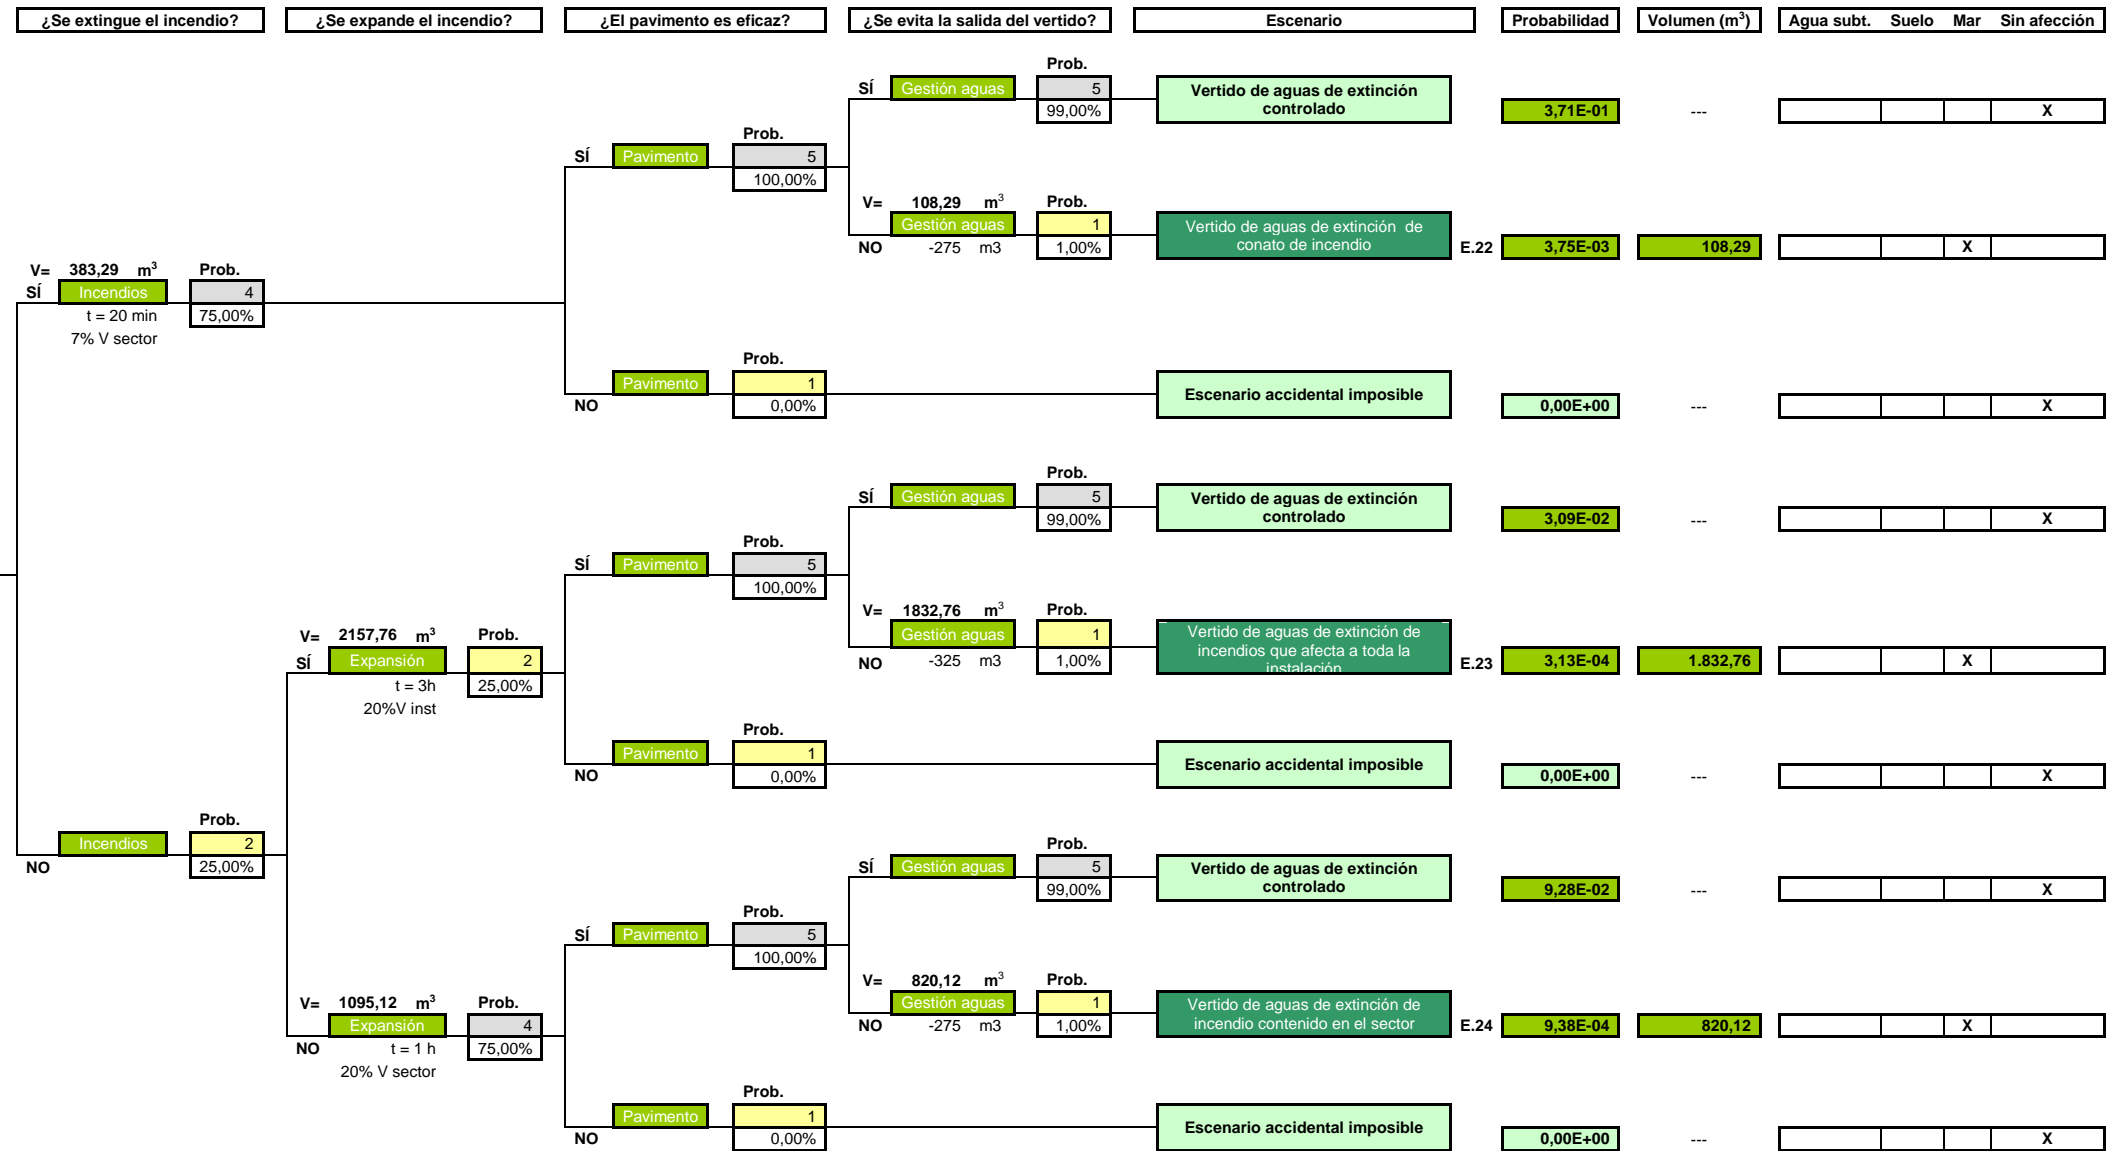 ¿Se extingue el incendio? ¿Se expande el incendio? ¿El pavimento es eficaz? ¿Se evita la salida del vertido? Escenario Probabilidad Volumen (m³) Agua subt. Suelo Mar Sin afección
Prob.
SÍ Gestión aguas 5 Vertido de aguas de extinción controlado
99,00% 3,71E-01 --- X
Prob.
SÍ Pavimento 5
100,00%
V= 108,29 m³ Prob.
Gestión aguas 1 Vertido de aguas de extinción de
NO -275 m3 1,00% conato de incendio E.22 3,75E-03 108,29 X
V= 383,29 m³ Prob.
SÍ Incendios 4
t = 20 min 75,00%
7% V sector
Prob.
Pavimento 1 Escenario accidental imposible
NO 0,00% 0,00E+00 --- X
Prob.
SÍ Gestión aguas 5 Vertido de aguas de extinción controlado
99,00% 3,09E-02 --- X
Prob.
SÍ Pavimento 5
100,00%
V= 1832,76 m³ Prob.
Gestión aguas 1 Vertido de aguas de extinción de
NO -325 m3 1,00% incendios que afecta a toda la
instalación E.23 3,13E-04 1.832,76 X
V= 2157,76 m³ Prob.
SÍ Expansión 2
t = 3h 25,00%
20%V inst
Prob.
Pavimento 1 Escenario accidental imposible
NO 0,00% 0,00E+00 --- X
Prob.
Incendios 2
NO 25,00%
Prob.
SÍ Gestión aguas 5 Vertido de aguas de extinción controlado
99,00% 9,28E-02 --- X
Prob.
SÍ Pavimento 5
100,00%
V= 820,12 m³ Prob.
Gestión aguas 1 Vertido de aguas de extinción de
NO -275 m3 1,00% incendio contenido en el sector E.24 9,38E-04 820,12 X
V= 1095,12 m³ Prob.
Expansión 4
NO t = 1 h 75,00%
20% V sector
Prob.
Pavimento 1 Escenario accidental imposible
NO 0,00% 0,00E+00 --- X